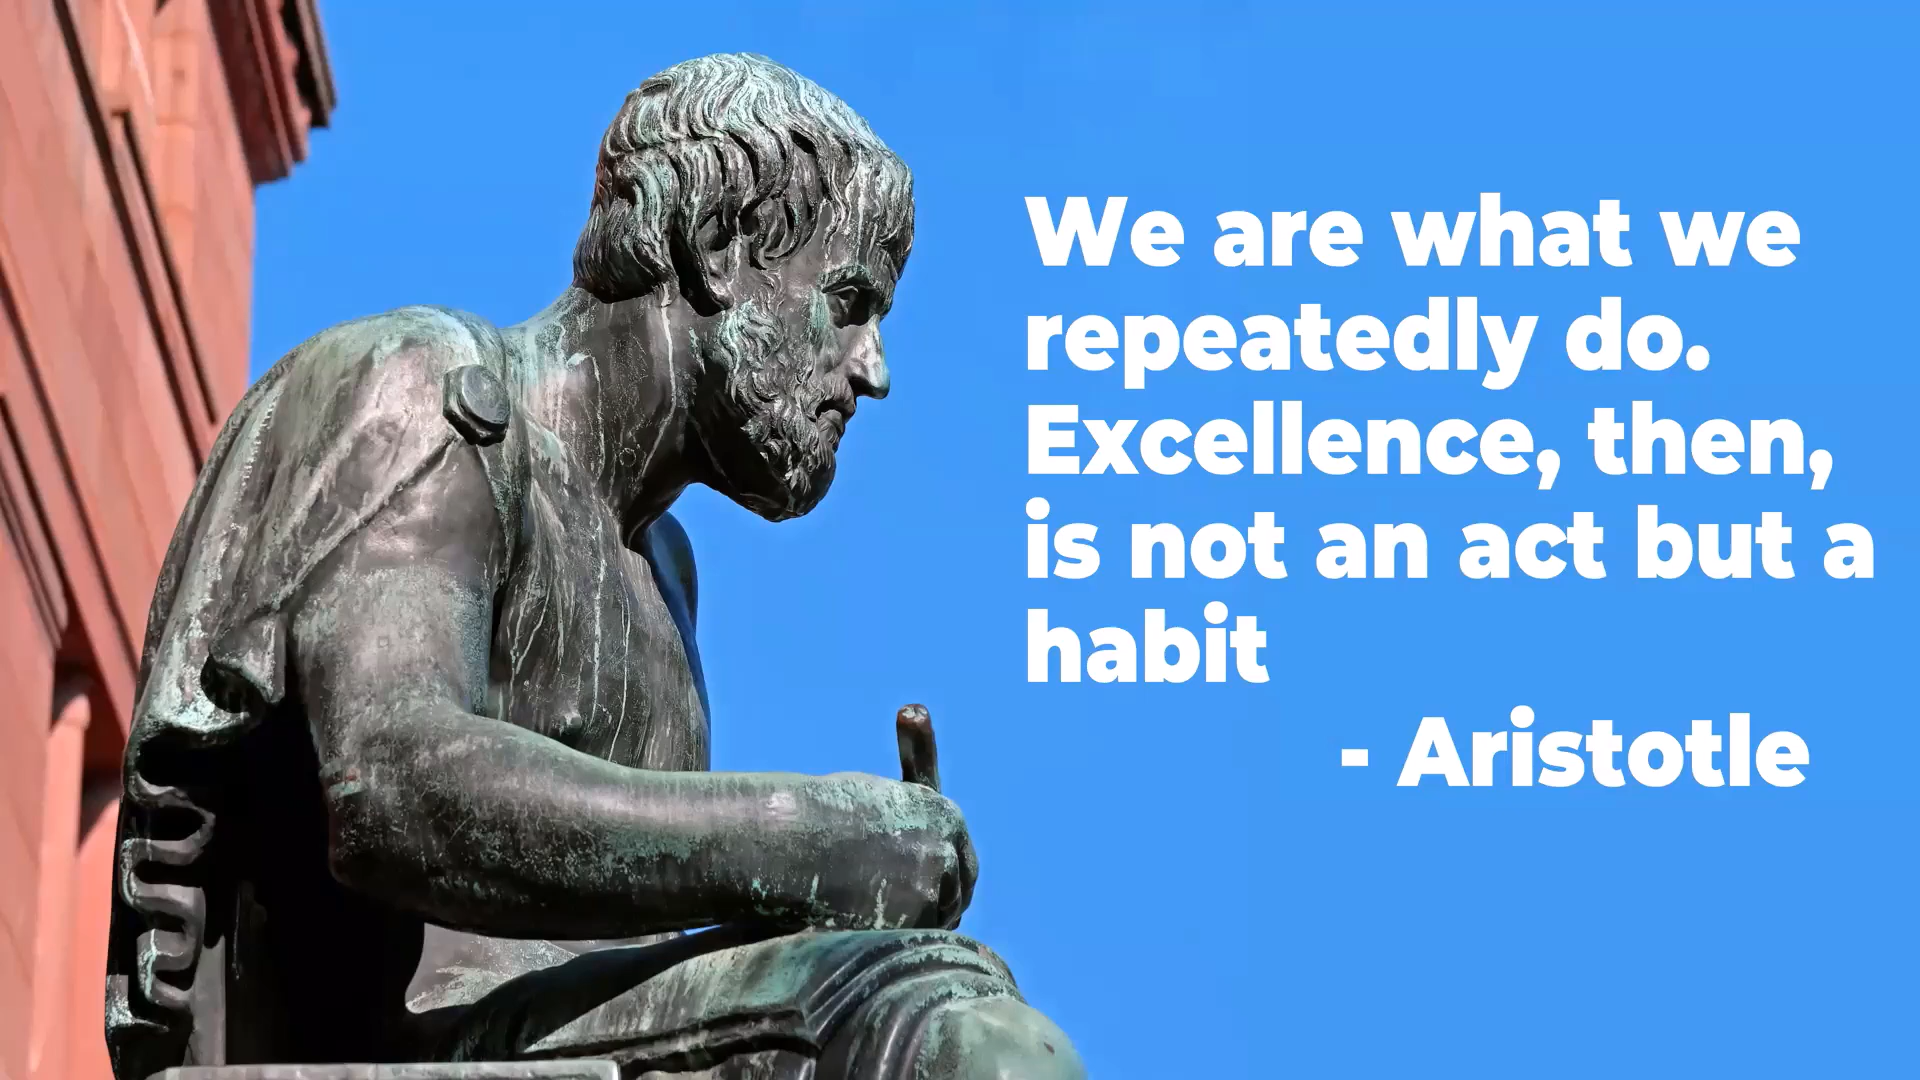 We are what we
repeatedly do.
Excellence, then,
is not an act but a
habit
- Aristotle